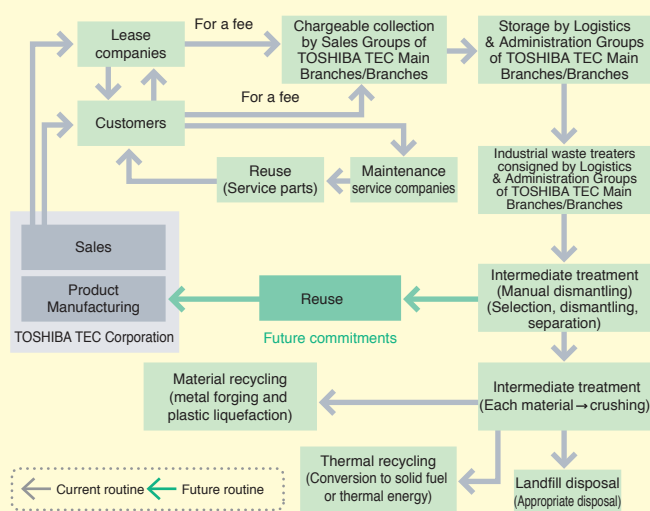 Lease
companies
For a fee
Chargeable collection
by Sales Groups of
TOSHIBA TEC Main
Branches/Branches
Storage by Logistics
& Administration Groups
of TOSHIBA TEC Main
Branches/Branches
Customers
For a fee
Reuse
(Service parts)
Maintenance
service companies
Industrial waste treaters
consigned by Logistics
& Administration Groups
of TOSHIBA TEC Main
Branches/Branches
Sales
Product
Manufacturing
TOSHIBA TEC Corporation
Reuse
Future commitments
Intermediate treatment
(Manual dismantling)
(Selection, dismantling,
separation)
Material recycling
(metal forging and
plastic liquefaction)
Intermediate treatment
(Each material→crushing)
Thermal recycling
(Conversion to solid fuel
or thermal energy)
Landfill disposal
(Appropriate disposal)
Current routine
Future routine